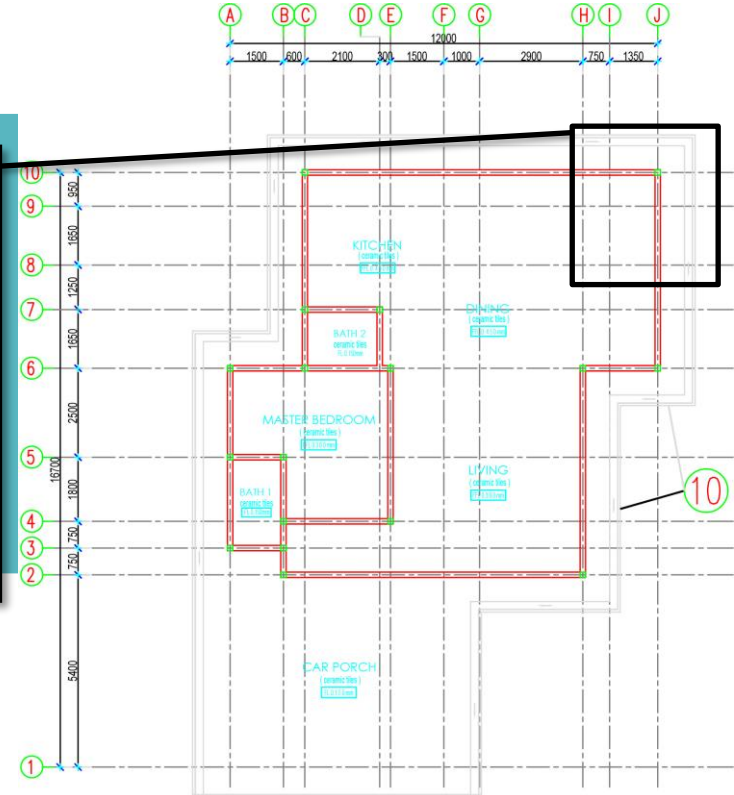 A B C D E F G H I J
12000
1500 600 2100 300 1500 1000 2900 750 1350
10
950
9
1650
KITCHEN
(ceramic tiles)
8
1250
7
DINING
(ceramic tiles)
1650
BATH 2
ceramic tiles
6
2500
MASTER BEDROOM
(ceramic tiles)
5
16700
1800
LIVING
(ceramic tiles)
BATH 1
ceramic tiles
10
4
750
3
750
2
5400
CAR PORCH
(ceramic tiles)
1